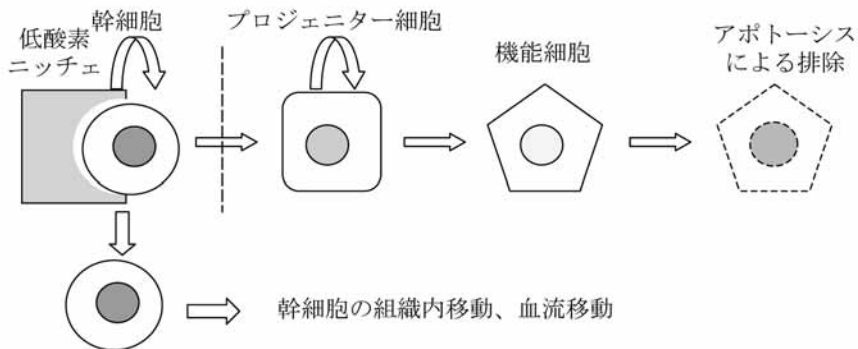 幹細胞
低酸素
ニッチェ
プロジェニター細胞
機能細胞
アポトーシス
による排除
幹細胞の組織内移動、血流移動